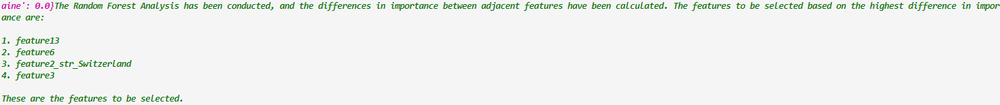 aine': 0.0}The Random Forest Analysis has been conducted, and the differences in importance between adjacent features have been calculated. The features to be selected based on the highest difference in impor
ance are:
1. feature13
2. feature6
3. feature2_str_Switzerland
4. feature3
These are the features to be selected.